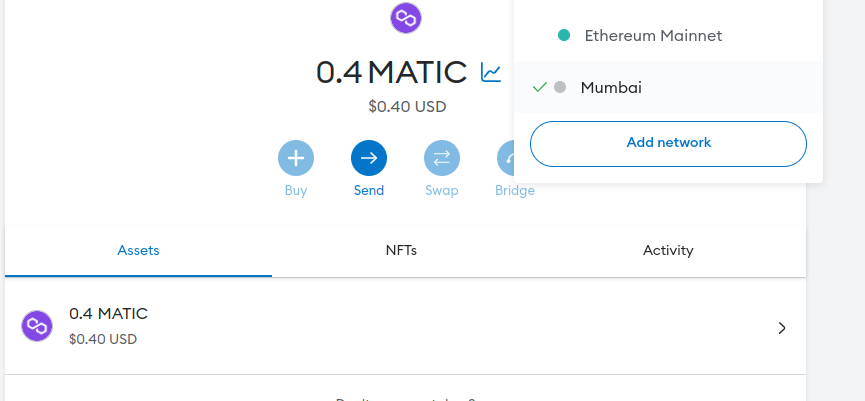 Ethereum Mainnet
Mumbai
Add network
0.4 MATIC
$0.40 USD
Buy
Send
Swap
Bridge
Assets
NFTs
Activity
0.4 MATIC
$0.40 USD